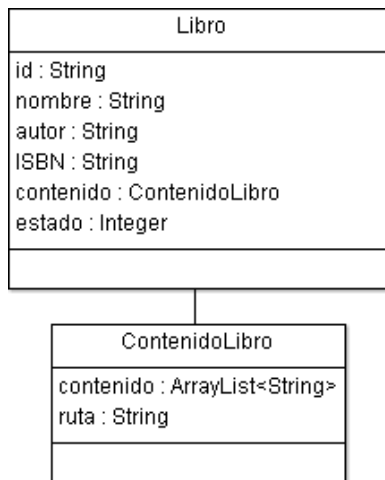 Libro
id : String
nombre : String
autor : String
ISBN : String
contenido : ContenidoLibro
estado : Integer
ContenidoLibro
contenido : ArrayList<String>
ruta : String